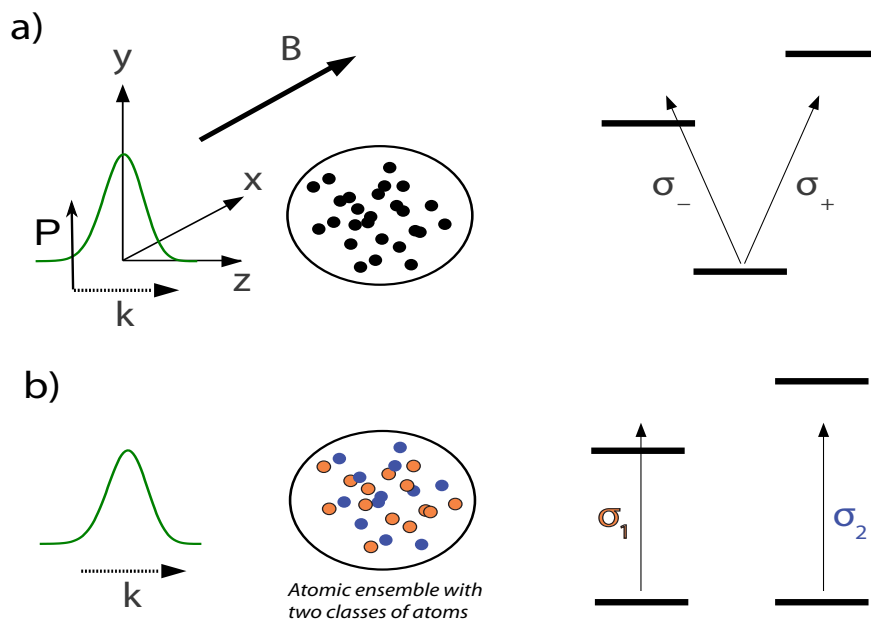 a)
B
y
x
P
z
k
σ−
σ+
b)
k
σ1
σ2
Atomic ensemble with
two classes of atoms